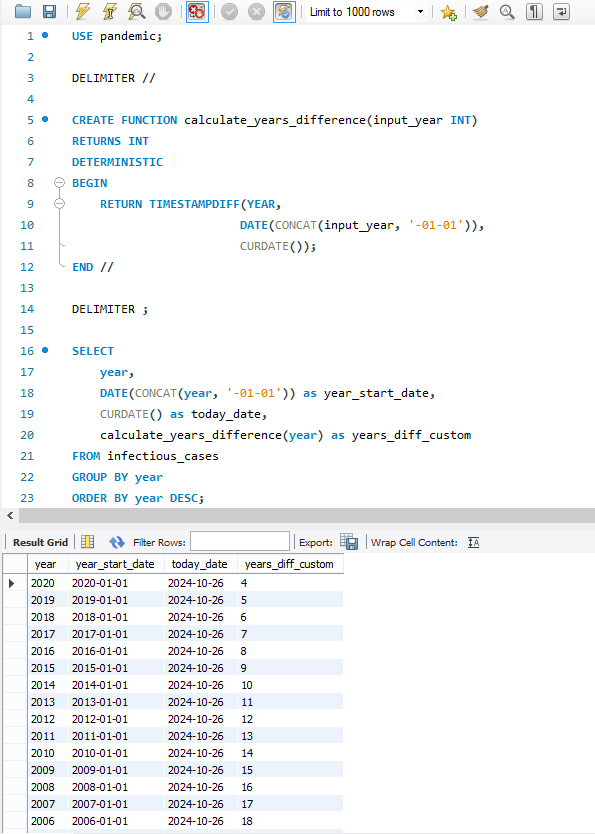 Limit to 1000 rows
1 USE pandemic;
2
3 DELIMITER //
4
5 CREATE FUNCTION calculate_years_difference(input_year INT)
6 RETURNS INT
7 DETERMINISTIC
8 BEGIN
9 RETURN TIMESTAMPDIFF(YEAR,
10 DATE(CONCAT(input_year, '-01-01')),
11 CURDATE());
12 END //
13
14 DELIMITER ;
15
16 SELECT
17 year,
18 DATE(CONCAT(year, '-01-01')) as year_start_date,
19 CURDATE() as today_date,
20 calculate_years_difference(year) as years_diff_custom
21 FROM infectious_cases
22 GROUP BY year
23 ORDER BY year DESC;
Result Grid Filter Rows: Export: Wrap Cell Content:
year year_start_date today_date years_diff_custom
2020 2020-01-01 2024-10-26 4
2019 2019-01-01 2024-10-26 5
2018 2018-01-01 2024-10-26 6
2017 2017-01-01 2024-10-26 7
2016 2016-01-01 2024-10-26 8
2015 2015-01-01 2024-10-26 9
2014 2014-01-01 2024-10-26 10
2013 2013-01-01 2024-10-26 11
2012 2012-01-01 2024-10-26 12
2011 2011-01-01 2024-10-26 13
2010 2010-01-01 2024-10-26 14
2009 2009-01-01 2024-10-26 15
2008 2008-01-01 2024-10-26 16
2007 2007-01-01 2024-10-26 17
2006 2006-01-01 2024-10-26 18